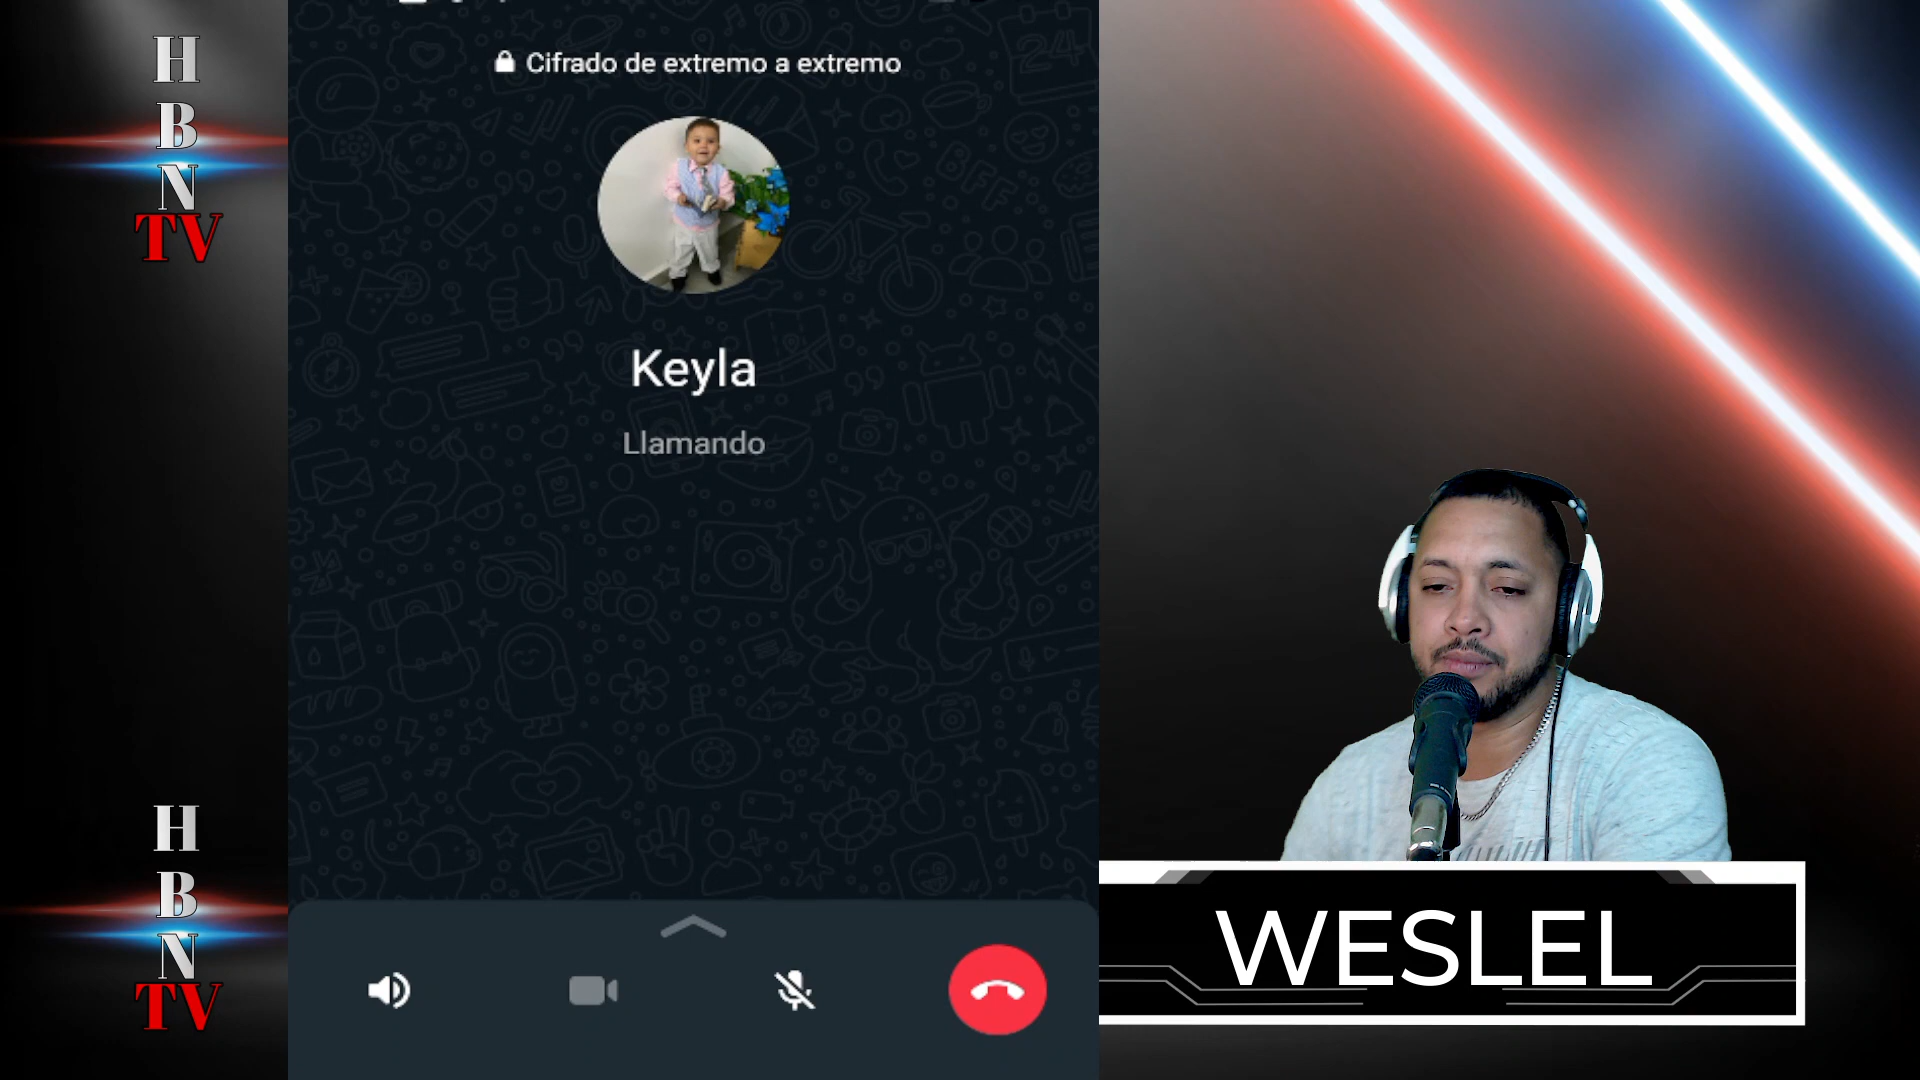 H
B
N
TV
Cifrado de extremo a extremo
Keyla
Llamando
H
B
N
TV
WESLEL